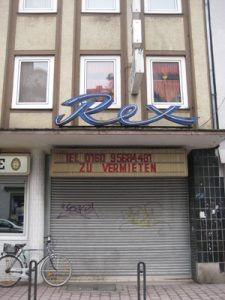 Rex
TEL. 0160 95684481
ZU VERMIETEN